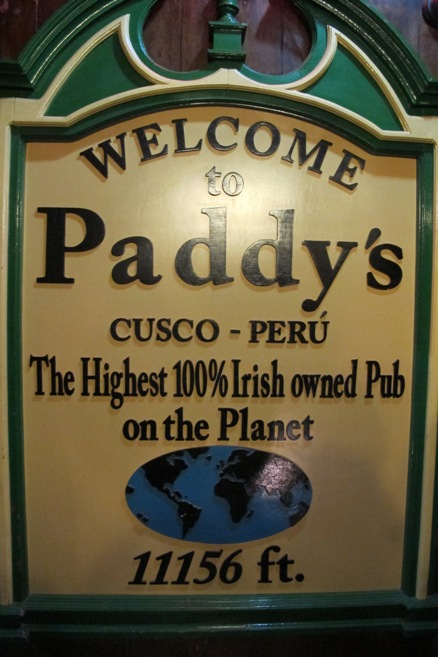 WELCOME
to
Paddy's
CUSCO - PERÚ
The Highest 100% Irish owned Pub
on the Planet
11156 ft.